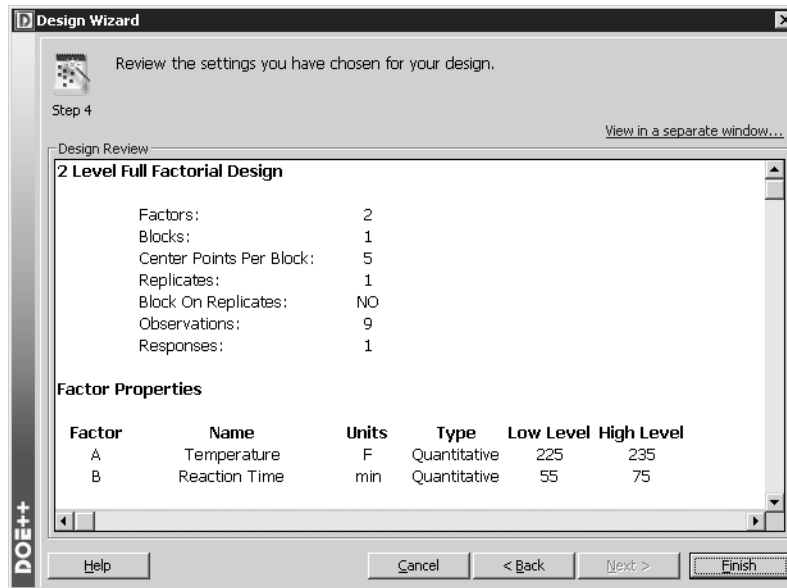 Design Wizard
Review the settings you have chosen for your design.
Step 4
View in a separate window...
Design Review
2 Level Full Factorial Design
Factors: 2
Blocks: 1
Center Points Per Block: 5
Replicates: 1
Block On Replicates: NO
Observations: 9
Responses: 1
Factor Properties
Factor Name Units Type Low Level High Level
A Temperature F Quantitative 225 235
B Reaction Time min Quantitative 55 75
DOE++
Help Cancel < Back Next > Finish